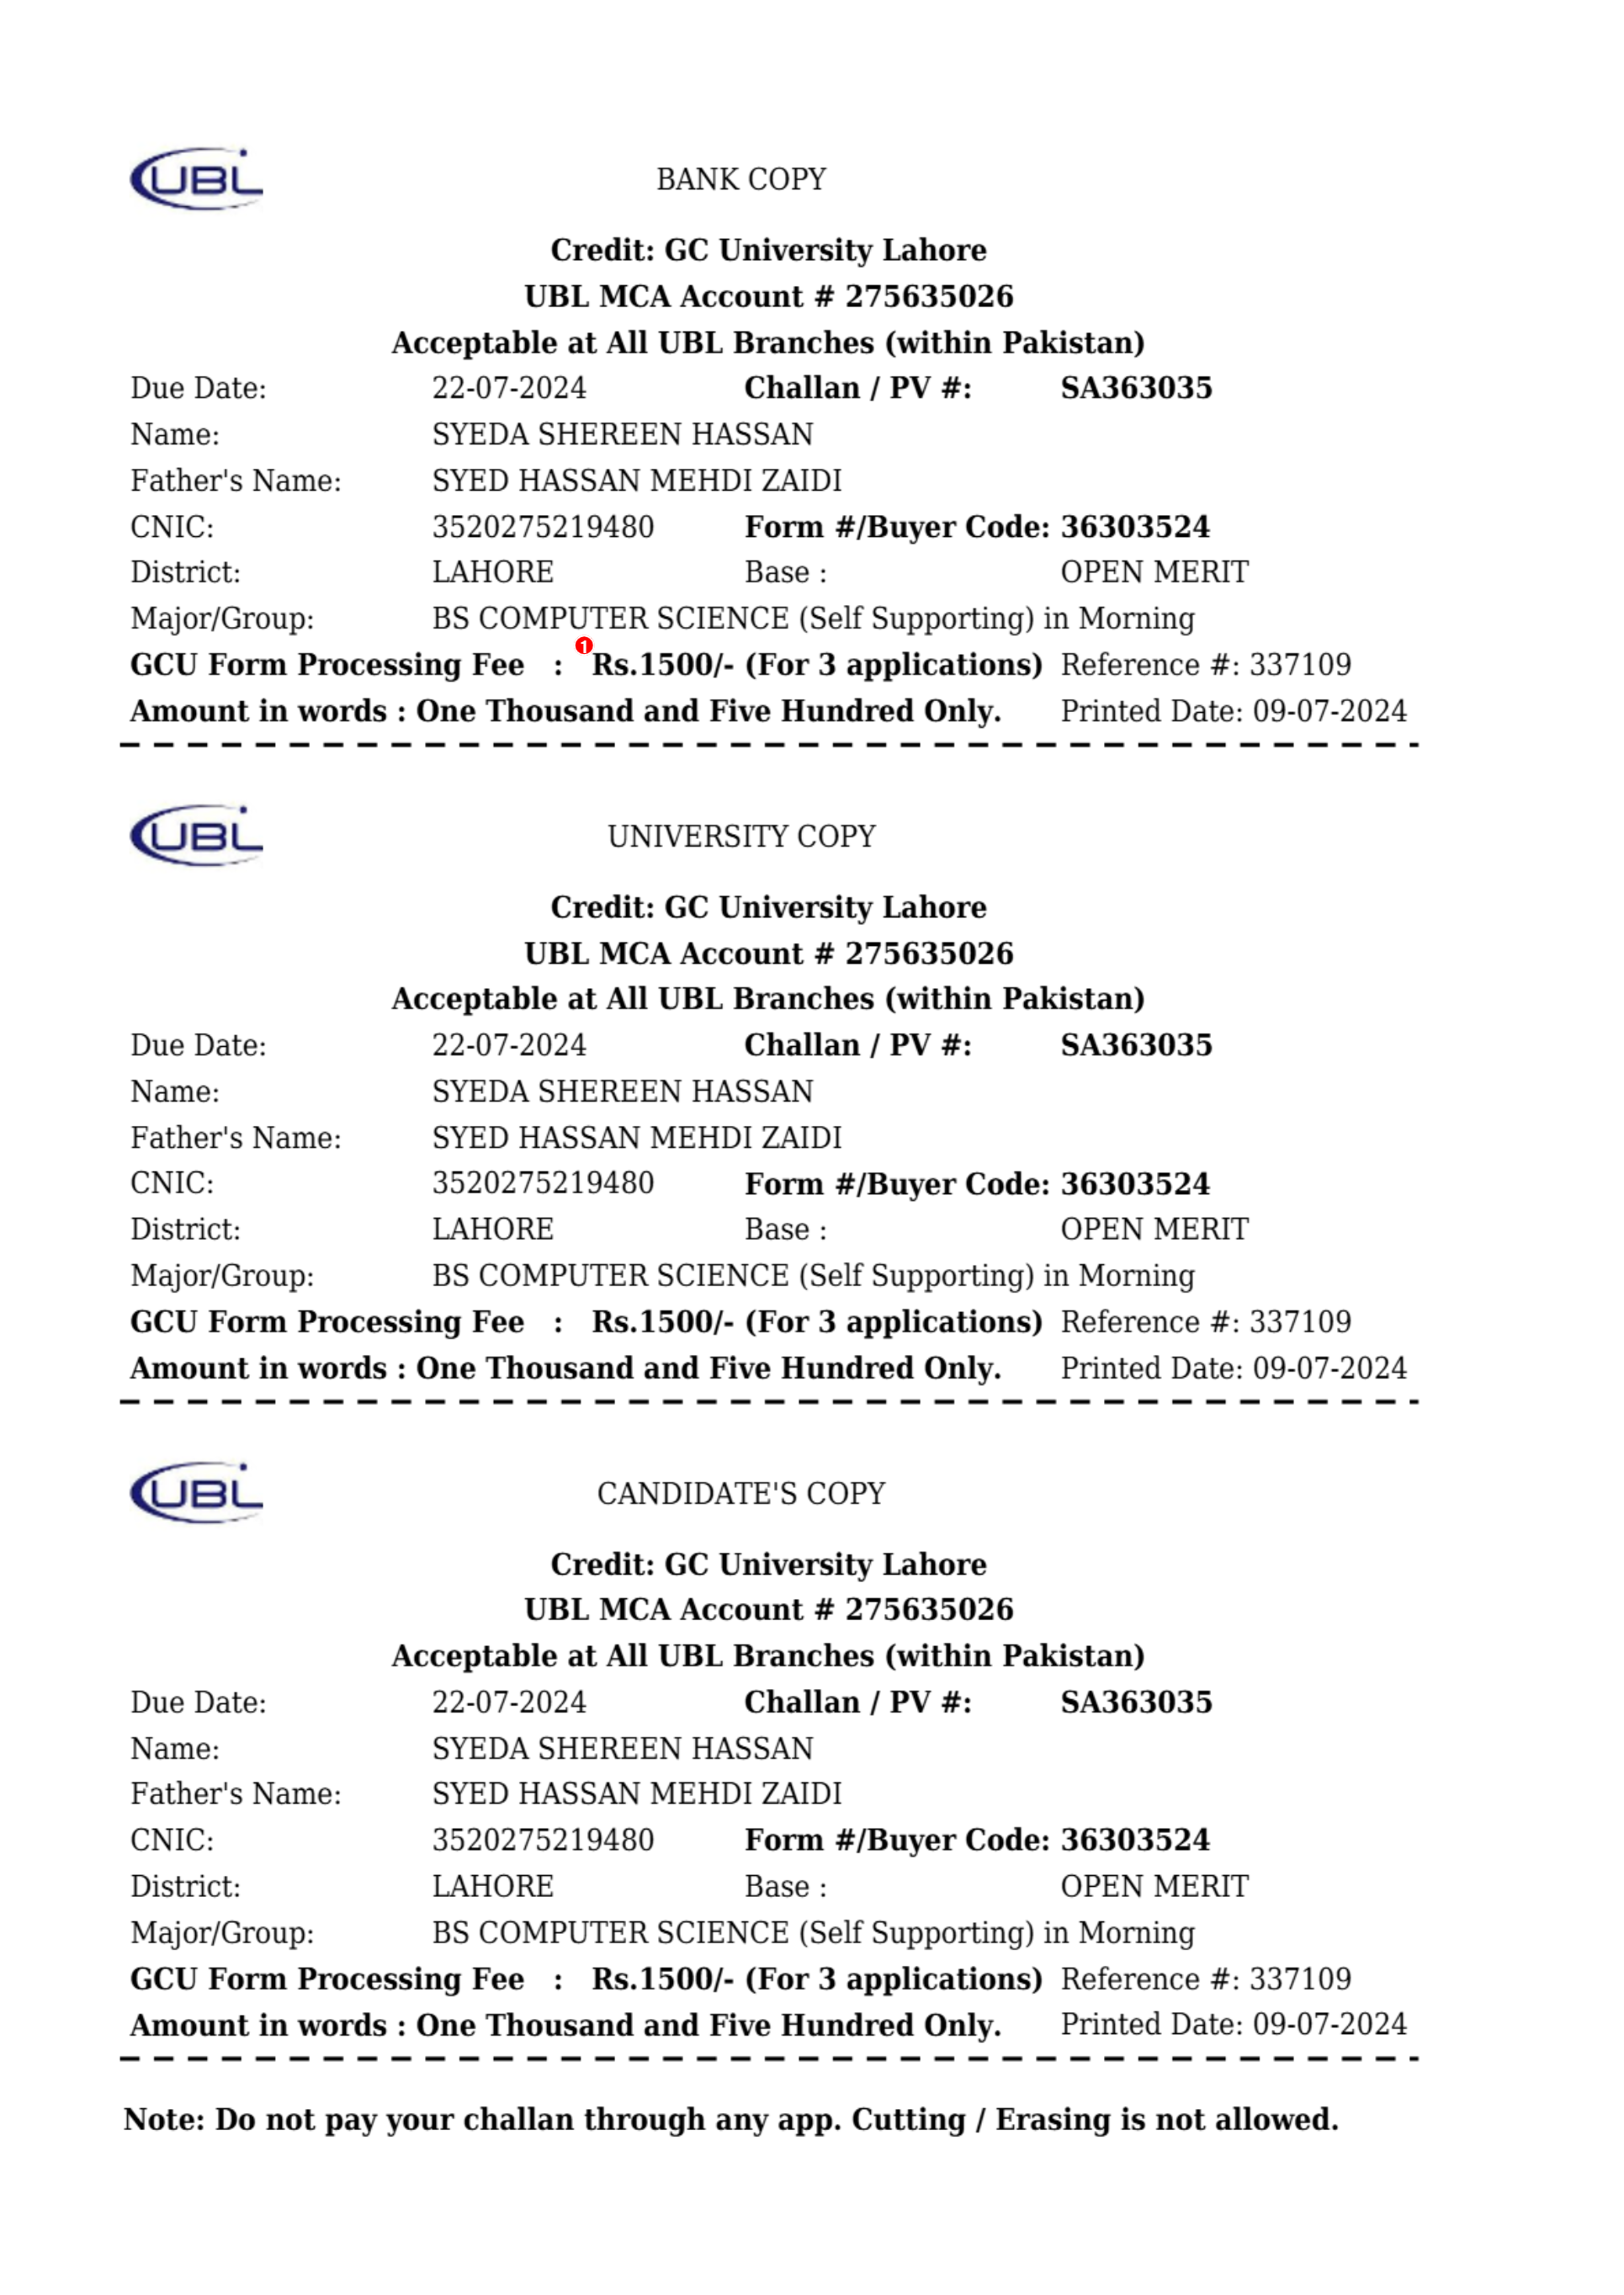 UBL BANK COPY
Credit: GC University Lahore
UBL MCA Account # 275635026
Acceptable at All UBL Branches (within Pakistan)
Due Date: 22-07-2024 Challan / PV #: SA363035
Name: SYEDA SHEREEN HASSAN
Father's Name: SYED HASSAN MEHDI ZAIDI
CNIC: 3520275219480 Form #/Buyer Code: 36303524
District: LAHORE Base : OPEN MERIT
Major/Group: BS COMPUTER SCIENCE (Self Supporting) in Morning
1
GCU Form Processing Fee : Rs.1500/- (For 3 applications) Reference #: 337109
Amount in words : One Thousand and Five Hundred Only. Printed Date: 09-07-2024
UBL UNIVERSITY COPY
Credit: GC University Lahore
UBL MCA Account # 275635026
Acceptable at All UBL Branches (within Pakistan)
Due Date: 22-07-2024 Challan / PV #: SA363035
Name: SYEDA SHEREEN HASSAN
Father's Name: SYED HASSAN MEHDI ZAIDI
CNIC: 3520275219480 Form #/Buyer Code: 36303524
District: LAHORE Base : OPEN MERIT
Major/Group: BS COMPUTER SCIENCE (Self Supporting) in Morning
GCU Form Processing Fee : Rs.1500/- (For 3 applications) Reference #: 337109
Amount in words : One Thousand and Five Hundred Only. Printed Date: 09-07-2024
UBL CANDIDATE'S COPY
Credit: GC University Lahore
UBL MCA Account # 275635026
Acceptable at All UBL Branches (within Pakistan)
Due Date: 22-07-2024 Challan / PV #: SA363035
Name: SYEDA SHEREEN HASSAN
Father's Name: SYED HASSAN MEHDI ZAIDI
CNIC: 3520275219480 Form #/Buyer Code: 36303524
District: LAHORE Base : OPEN MERIT
Major/Group: BS COMPUTER SCIENCE (Self Supporting) in Morning
GCU Form Processing Fee : Rs.1500/- (For 3 applications) Reference #: 337109
Amount in words : One Thousand and Five Hundred Only. Printed Date: 09-07-2024
Note: Do not pay your challan through any app. Cutting / Erasing is not allowed.